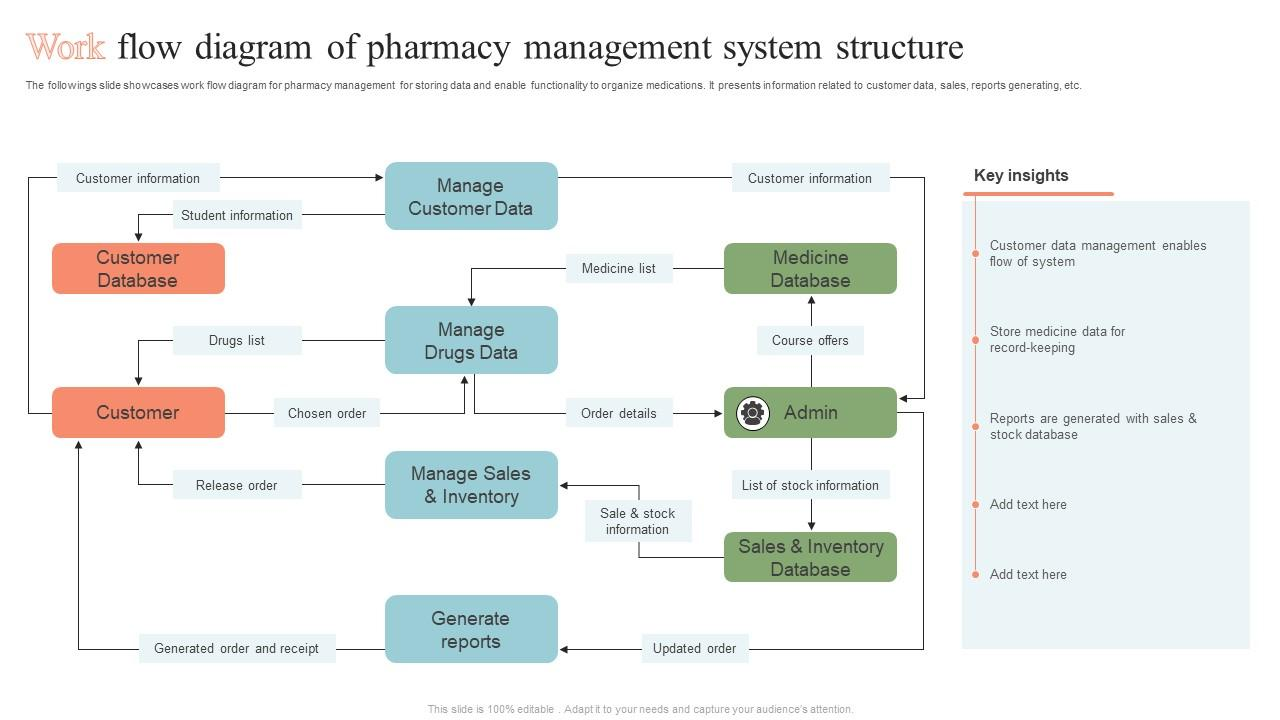 Work flow diagram of pharmacy management system structure
The followings slide showcases work flow diagram for pharmacy management for storing data and enable functionality to organize medications. It presents information related to customer data, sales, reports generating, etc.
Customer information
Manage
Customer Data
Customer information
Student information
Customer
Database
Medicine list
Medicine
Database
Manage
Drugs Data
Drugs list
Course offers
Customer
Chosen order
Order details
Admin
Manage Sales
& Inventory
Release order
List of stock information
Sale & stock
information
Sales & Inventory
Database
Generate
reports
Generated order and receipt
Updated order
Key insights
Customer data management enables
flow of system
Store medicine data for
record-keeping
Reports are generated with sales &
stock database
Add text here
Add text here
This slide is 100% editable . Adapt it to your needs and capture your audience's attention.